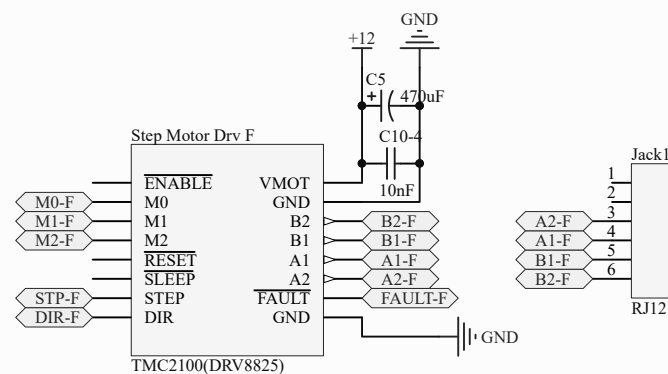 GND
+12
C5
+
470uF
C10-4
10nF
Step Motor Drv F
ENABLE
VMOT
M0-F
M0
GND
M1-F
M1
B2
B2-F
M2-F
M2
B1
B1-F
RESET
A1
A1-F
SLEEP
A2
A2-F
STP-F
STEP
FAULT
FAULT-F
DIR-F
DIR
GND
GND
TMC2100(DRV8825)
Jack1
1
2
A2-F
3
A1-F
4
B1-F
5
B2-F
6
RJ12